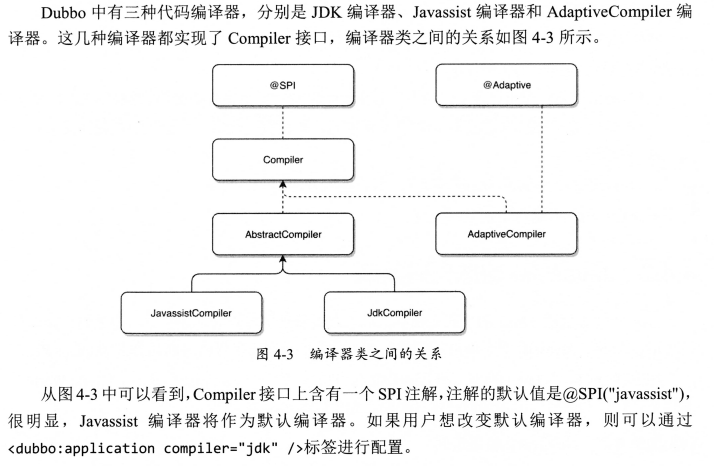 Dubbo 中有三种代码编译器，分别是 JDK 编译器、Javassist 编译器和 AdaptiveCompiler 编
译器。这几种编译器都实现了 Compiler 接口，编译器类之间的关系如图 4-3 所示。
@SPI
@Adaptive
Compiler
AbstractCompiler
AdaptiveCompiler
JavassistCompiler
JdkCompiler
图 4-3 编译器类之间的关系
从图 4-3 中可以看到，Compiler 接口上含有一个 SPI 注解，注解的默认值是@SPI("javassist")，
很明显，Javassist 编译器将作为默认编译器。如果用户想改变默认编译器，则可以通过
<dubbo:application compiler="jdk" />标签进行配置。